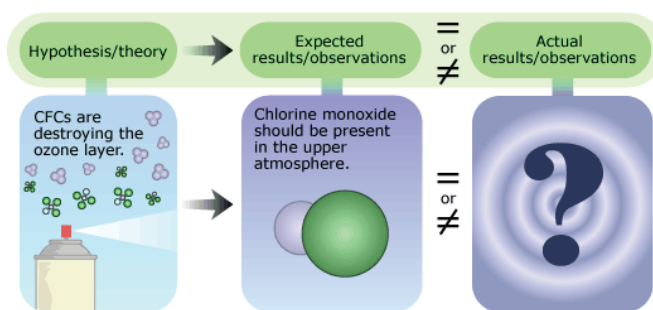 Hypothesis/theory
Expected
results/observations
=
or
≠
Actual
results/observations
CFCs are
destroying the
ozone layer.
Chlorine monoxide
should be present
in the upper
atmosphere.
=
or
≠
?